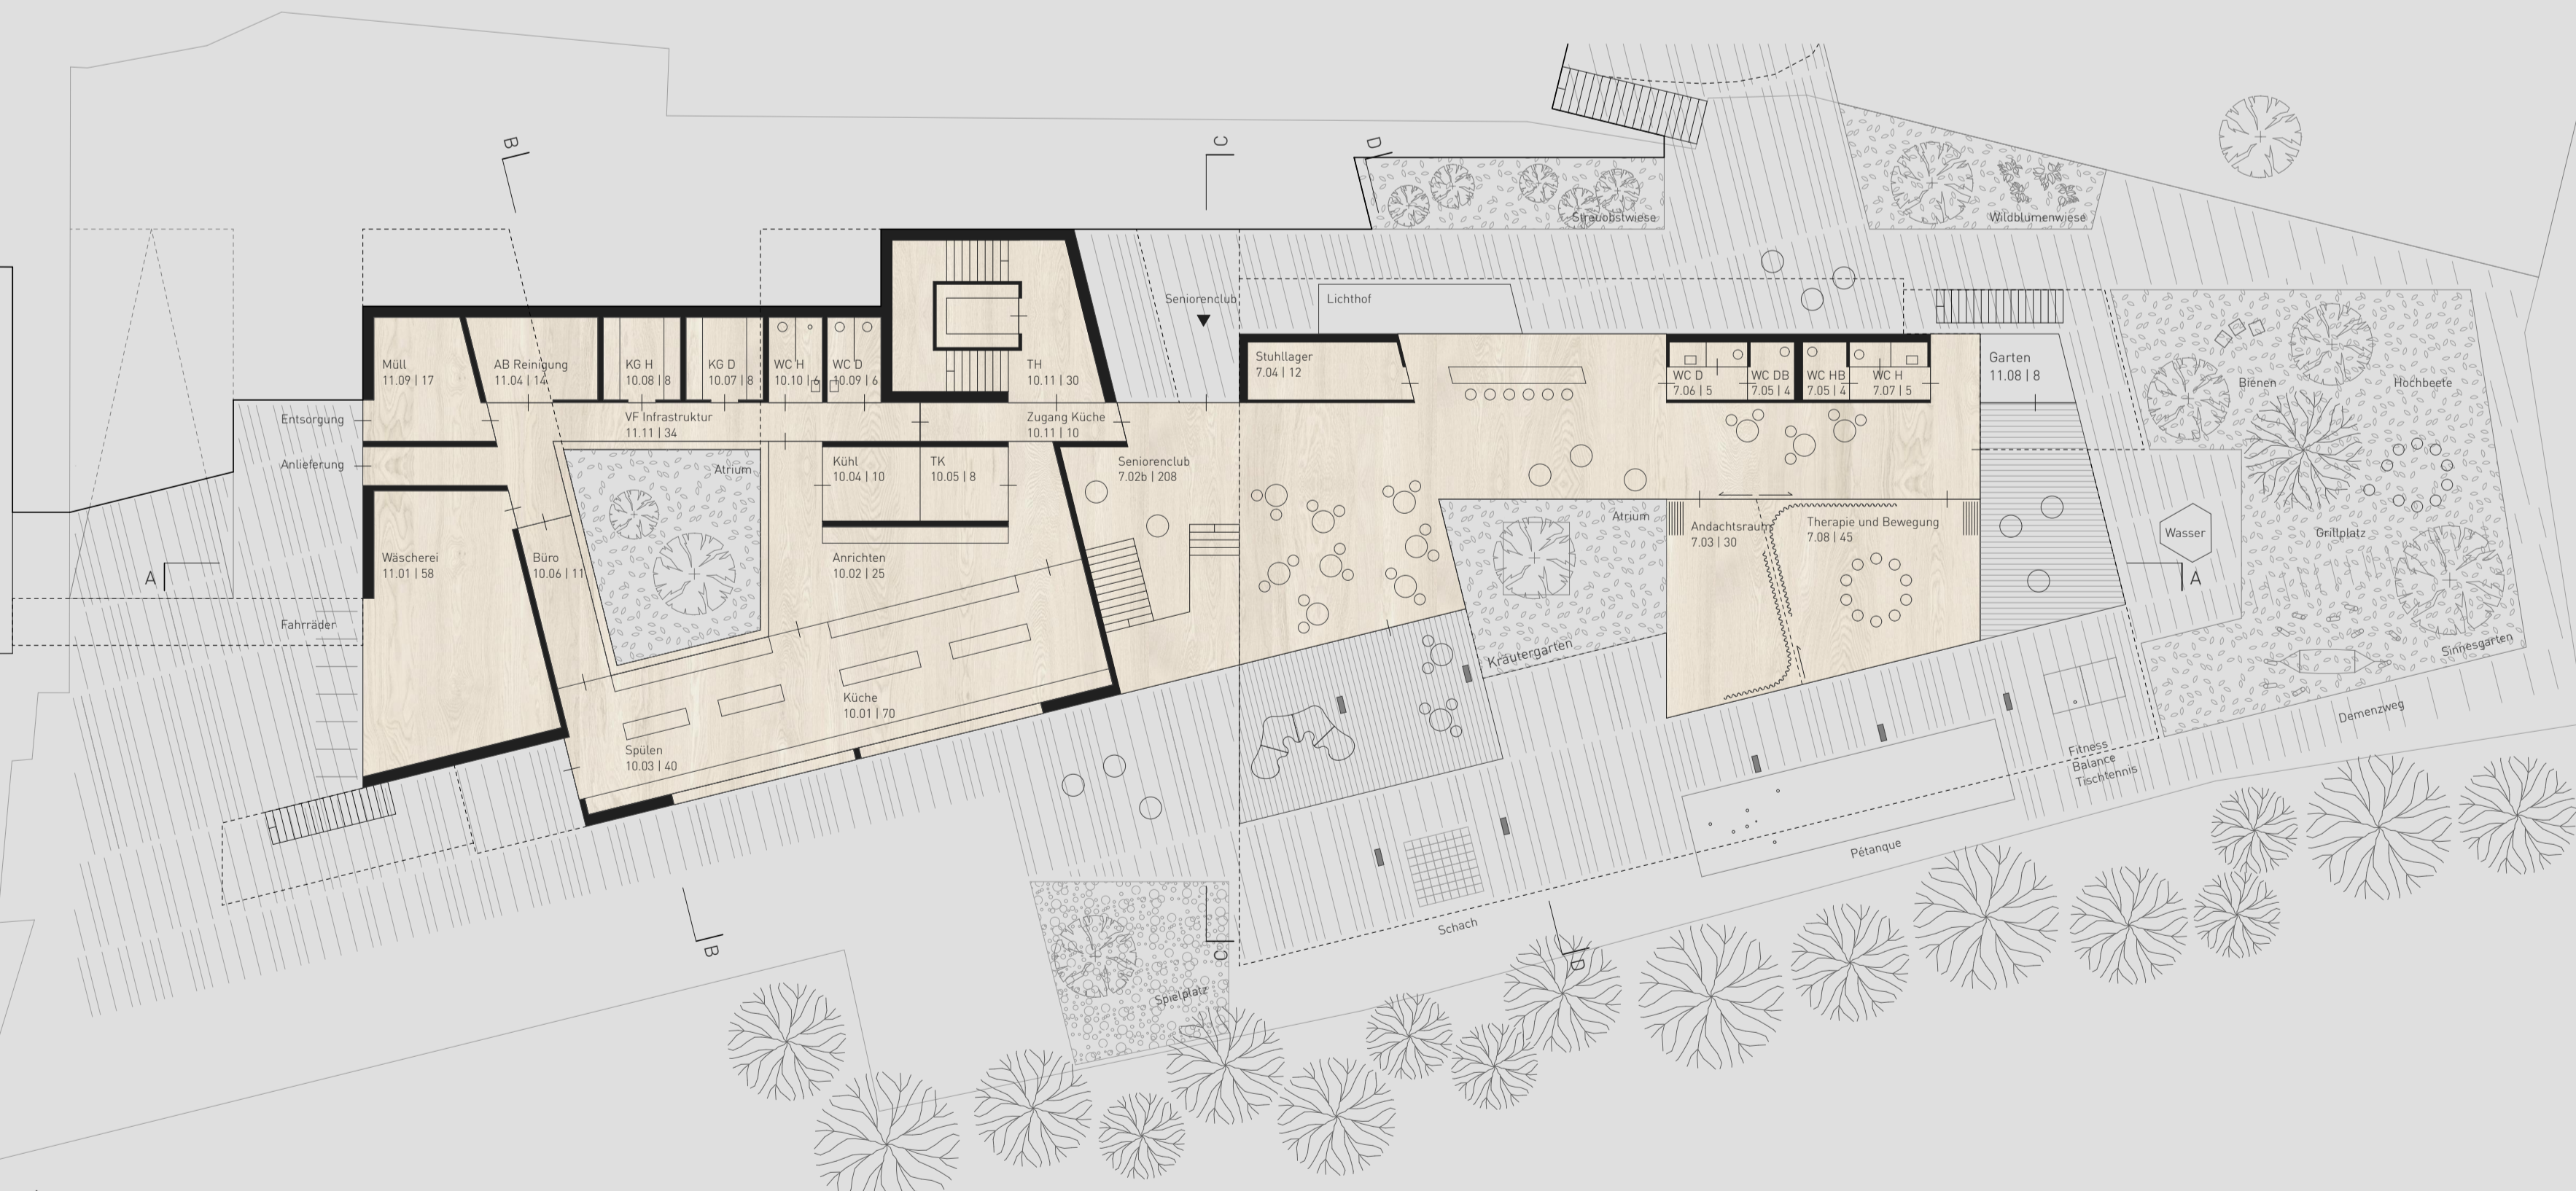 B
C
D
Streuobstwiese
Wildblumenwiese
Seniorenclub
Lichthof
Müll
11.09 | 17
AB Reinigung
11.04 | 14
KG H
10.08 | 8
KG D
10.07 | 8
WC H
10.10 | 6
WC D
10.09 | 6
TH
10.11 | 30
Stuhllager
7.04 | 12
WC D
7.06 | 5
WC DB
7.05 | 4
WC HB
7.05 | 4
WC H
7.07 | 5
Garten
11.08 | 8
Bienen
Hochbeete
Entsorgung
VF Infrastruktur
11.11 | 34
Zugang Küche
10.11 | 10
Anlieferung
Atrium
Kühl
10.04 | 10
TK
10.05 | 8
Seniorenclub
7.02b | 208
Atrium
Andachtsraum
7.03 | 30
Therapie und Bewegung
7.08 | 45
Wasser
Grillplatz
Wäscherei
11.01 | 58
Büro
10.06 | 11
Anrichten
10.02 | 25
A
A
Fahrräder
Kräutergarten
Sinnesgarten
Küche
10.01 | 70
Demenzweg
Spülen
10.03 | 40
Fitness
Balance
Tischtennis
Pétanque
Schach
B
C
D
Spielplatz